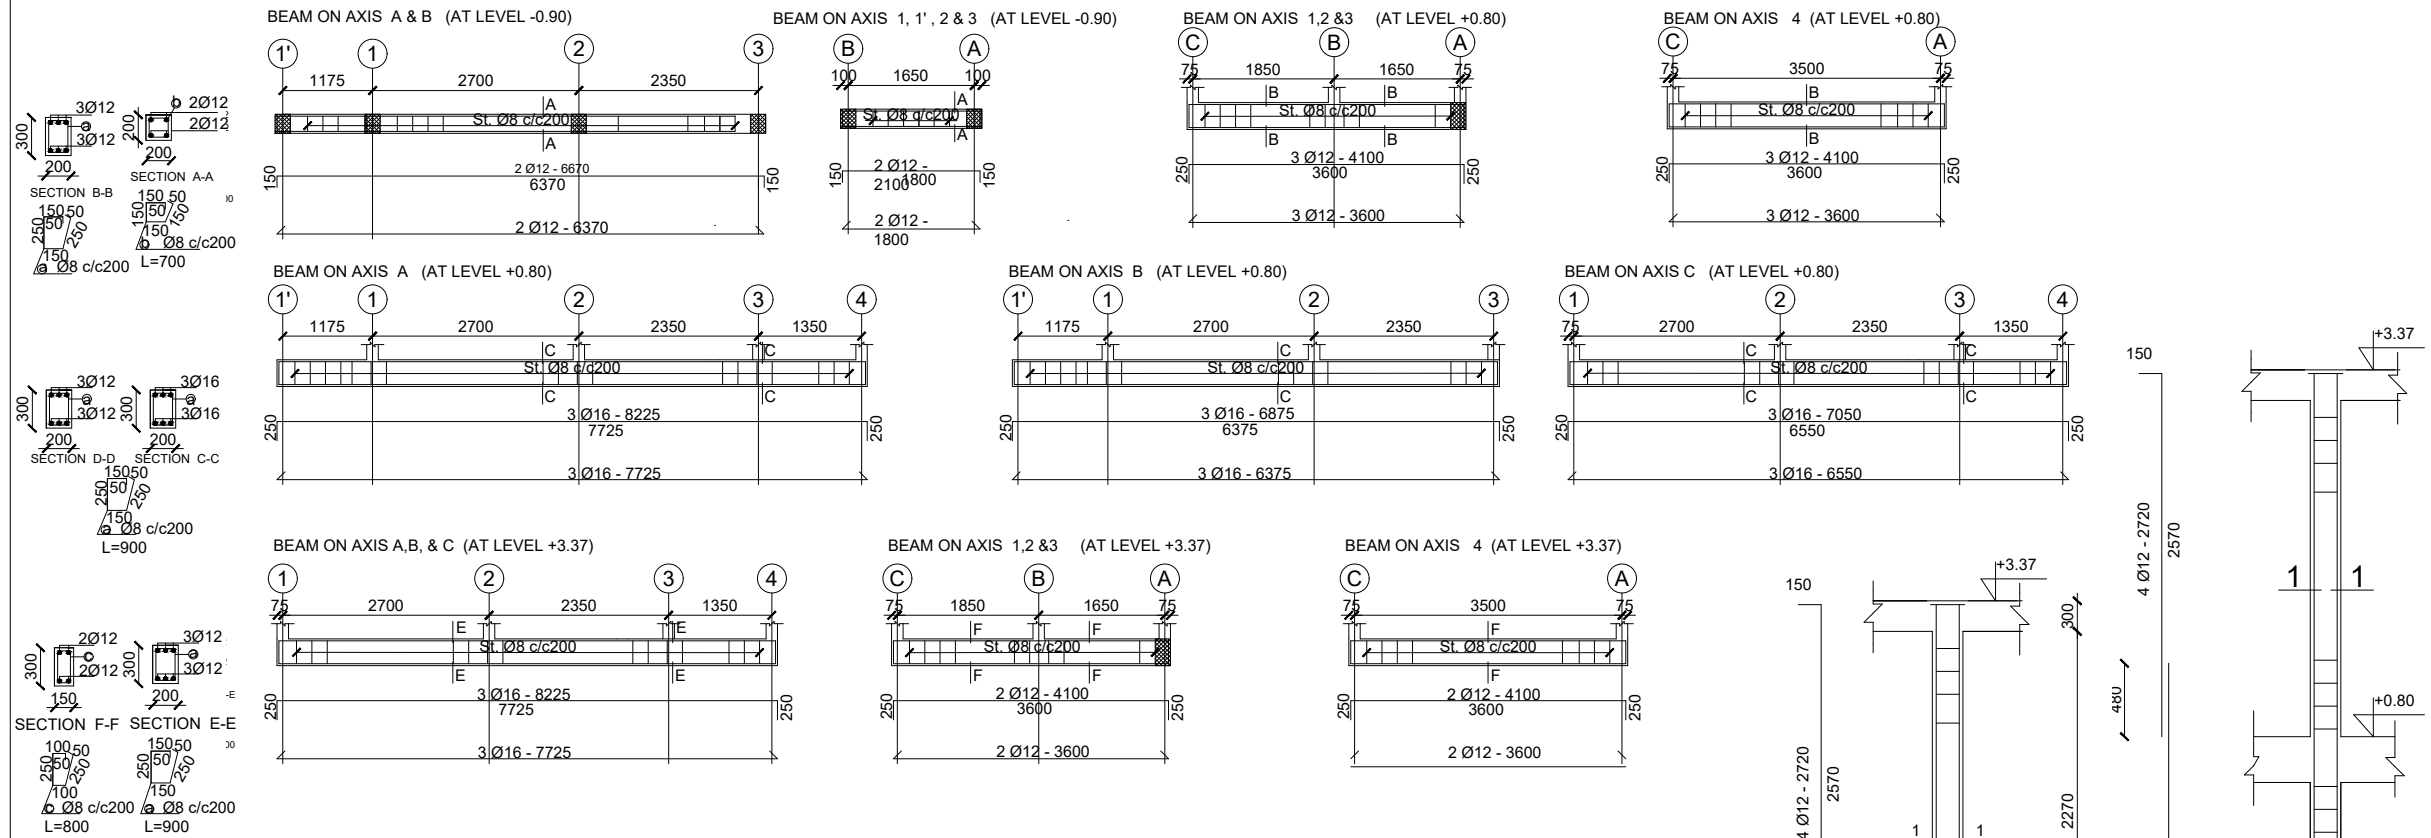 BEAM ON AXIS A & B (AT LEVEL -0.90)
1' 1 2 3
1175 2700 2350
A
St. Ø8 c/c200
A
2 Ø12 - 6670
6370
150 150
2 Ø12 - 6370
BEAM ON AXIS 1, 1' , 2 & 3 (AT LEVEL -0.90)
B A
100 1650 100
A
St. Ø8 c/c200
A
2 Ø12 -
2100 1800
150 150
2 Ø12 -
1800
BEAM ON AXIS 1,2 &3 (AT LEVEL +0.80)
C B A
75 1850 1650 75
B B
St. Ø8 c/c200
B B
3 Ø12 - 4100
3600
250 250
3 Ø12 - 3600
BEAM ON AXIS 4 (AT LEVEL +0.80)
C A
75 3500 75
B
St. Ø8 c/c200
B
3 Ø12 - 4100
3600
250 250
3 Ø12 - 3600
3Ø12
a
3Ø12
300
200
SECTION B-B
150 50
50
250 250
150
a Ø8 c/c200
b 2Ø12
2Ø12
200
200
SECTION A-A
150 50
50
150 150
150
b Ø8 c/c200
L=700
BEAM ON AXIS A (AT LEVEL +0.80)
1' 1 2 3 4
1175 2700 2350 1350
C C
St. Ø8 c/c200
C C
3 Ø16 - 8225
7725
250 250
3 Ø16 - 7725
BEAM ON AXIS B (AT LEVEL +0.80)
1' 1 2 3
1175 2700 2350
C
St. Ø8 c/c200
C
3 Ø16 - 6875
6375
250 250
3 Ø16 - 6375
BEAM ON AXIS C (AT LEVEL +0.80)
1 2 3 4
75 2700 2350 1350
C C
St. Ø8 c/c200
C C
3 Ø16 - 7050
6550
250 250
3 Ø16 - 6550
3Ø12
a
3Ø12
300
200
SECTION D-D
3Ø16
a
3Ø16
300
200
SECTION C-C
150 50
50
250 250
150
a Ø8 c/c200
L=900
BEAM ON AXIS A,B, & C (AT LEVEL +3.37)
1 2 3 4
75 2700 2350 1350
E E
St. Ø8 c/c200
E E
3 Ø16 - 8225
7725
250 250
3 Ø16 - 7725
BEAM ON AXIS 1,2 &3 (AT LEVEL +3.37)
C B A
75 1850 1650 75
F F
St. Ø8 c/c200
F F
2 Ø12 - 4100
3600
250 250
2 Ø12 - 3600
BEAM ON AXIS 4 (AT LEVEL +3.37)
C A
75 3500 75
F
St. Ø8 c/c200
F
2 Ø12 - 4100
3600
250 250
2 Ø12 - 3600
2Ø12
c
2Ø12
300
150
SECTION F-F
100 50
50
250 250
100
c Ø8 c/c200
L=800
3Ø12
a
3Ø12
300
200
SECTION E-E
-E
150 50
50
250 250
150
a Ø8 c/c200
L=900
+3.37
150
300
4 Ø12 - 2720
2570
2270
1 1
+3.37
150
4 Ø12 - 2720
2570
1 1
480
+0.80